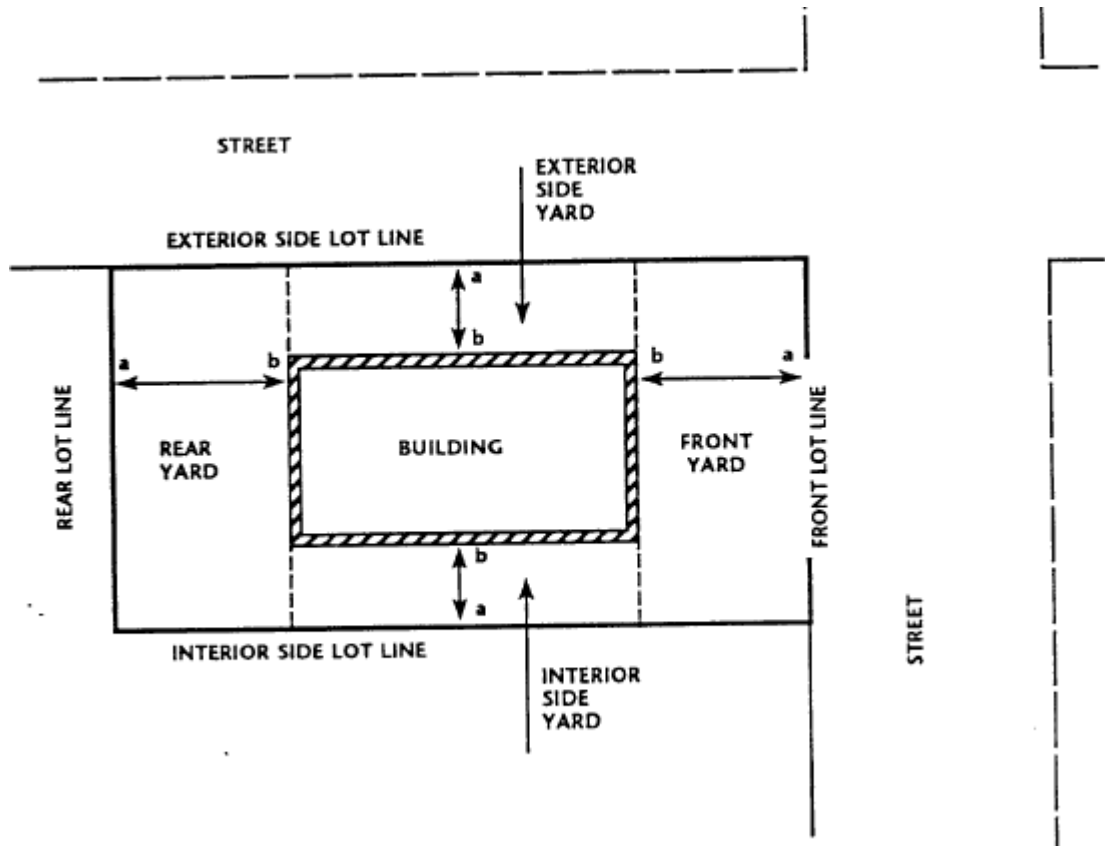 STREET
EXTERIOR
SIDE
YARD
EXTERIOR SIDE LOT LINE
a
b
a
b
b
a
REAR LOT LINE
REAR
YARD
BUILDING
FRONT
YARD
FRONT LOT LINE
b
a
INTERIOR SIDE LOT LINE
INTERIOR
SIDE
YARD
STREET